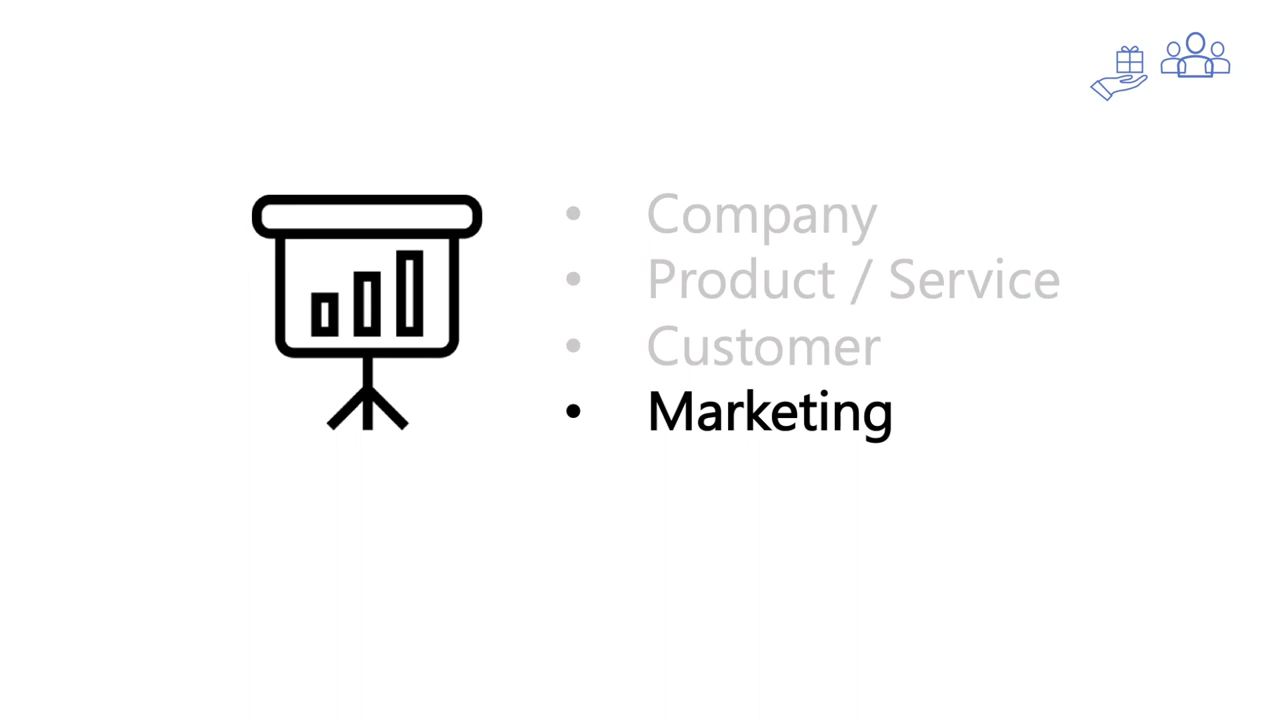 • Company
• Product / Service
• Customer
• Marketing